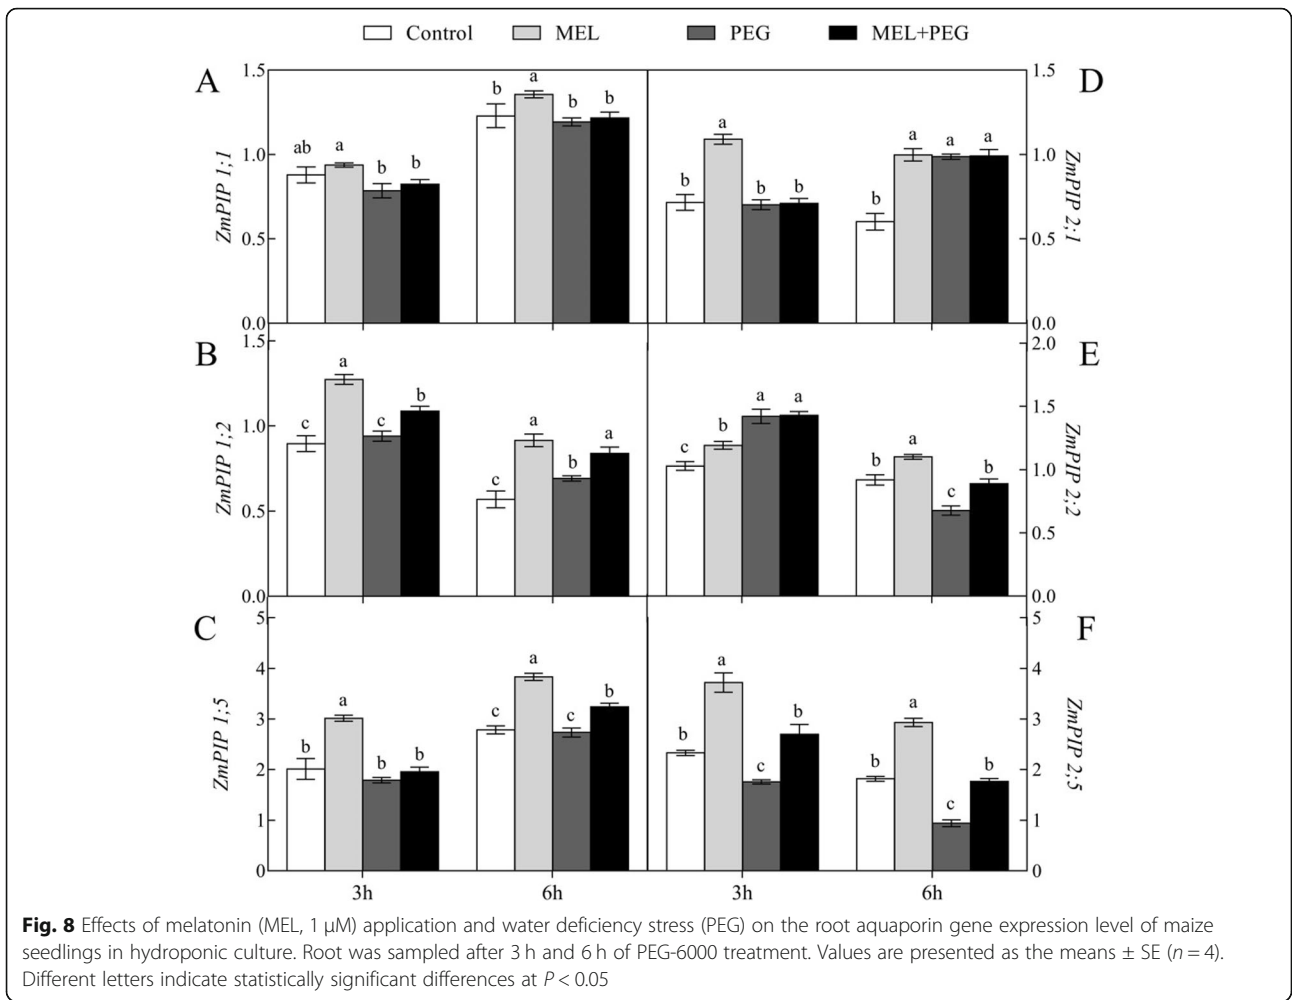 Control MEL PEG MEL+PEG
A
ZmPIP 1;1
1.5
1.0
0.5
0.0
ab a b b
b a b b
D
ZmPIP 2;1
1.5
1.0
0.5
0.0
b a b b
b a a a
B
ZmPIP 1;2
1.5
1.0
0.5
0.0
c a c b
c a b a
E
ZmPIP 2;2
2.0
1.5
1.0
0.5
0.0
c b a a
b a c b
C
ZmPIP 1;5
5
4
3
2
1
0
b a b b
c a c b
3h 6h
F
ZmPIP 2;5
5
4
3
2
1
0
b a c b
b a c b
3h 6h
Fig. 8 Effects of melatonin (MEL, 1 μM) application and water deficiency stress (PEG) on the root aquaporin gene expression level of maize
seedlings in hydroponic culture. Root was sampled after 3 h and 6 h of PEG-6000 treatment. Values are presented as the means ± SE (n = 4).
Different letters indicate statistically significant differences at P < 0.05